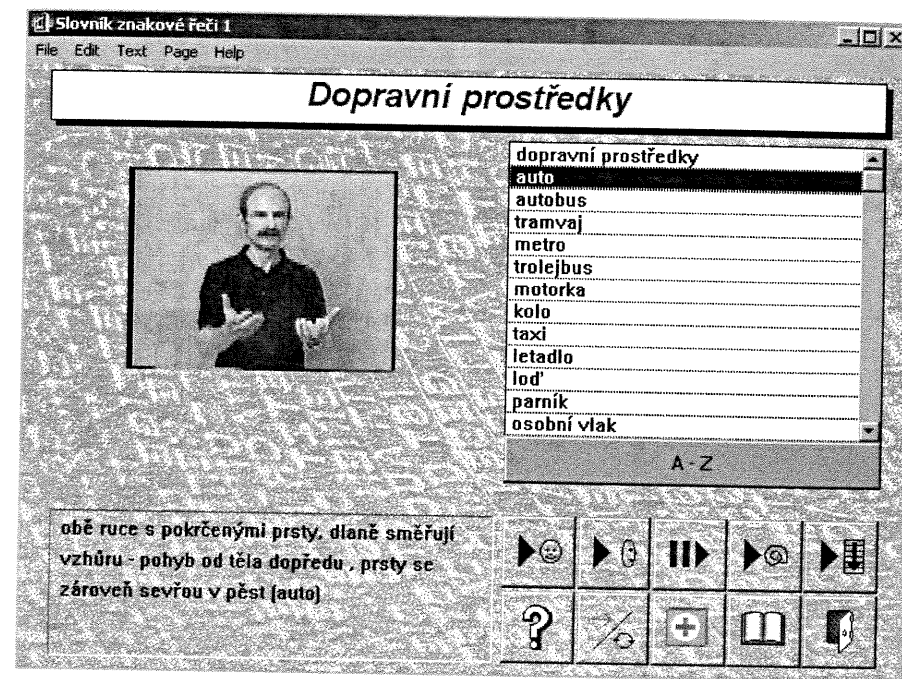 Slovník znakové řeči 1
File Edit Text Page Help
Dopravní prostředky
dopravní prostředky
auto
autobus
tramvaj
metro
trolejbus
motorka
kolo
taxi
letadlo
loď
parník
osobní vlak
A - Z
obě ruce s pokrčenými prsty, dlaně směřují
vzhůru - pohyb od těla dopředu , prsty se
zároveň sevřou v pěst (auto)